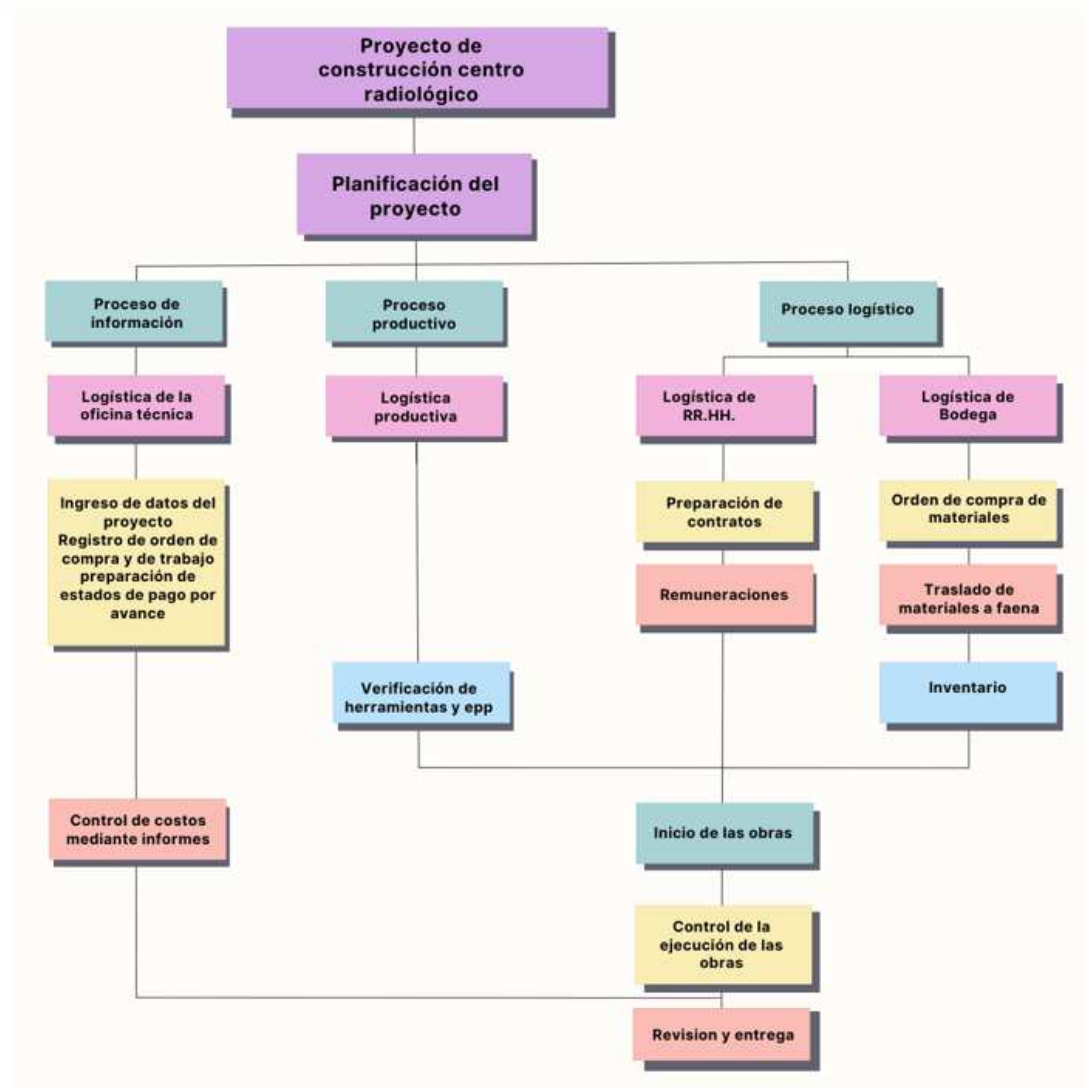 Proyecto de
construcción centro
radiológico
Planificación del
proyecto
Proceso de
información
Proceso
productivo
Proceso logístico
Logística de la
oficina técnica
Logística
productiva
Logística de
RR.HH.
Logística de
Bodega
Ingreso de datos del
proyecto
Registro de orden de
compra y de trabajo
preparación de
estados de pago por
avance
Preparación de
contratos
Orden de compra de
materiales
Remuneraciones
Traslado de
materiales a faena
Verificación de
herramientas y epp
Inventario
Control de costos
mediante informes
Inicio de las obras
Control de la
ejecución de las
obras
Revision y entrega